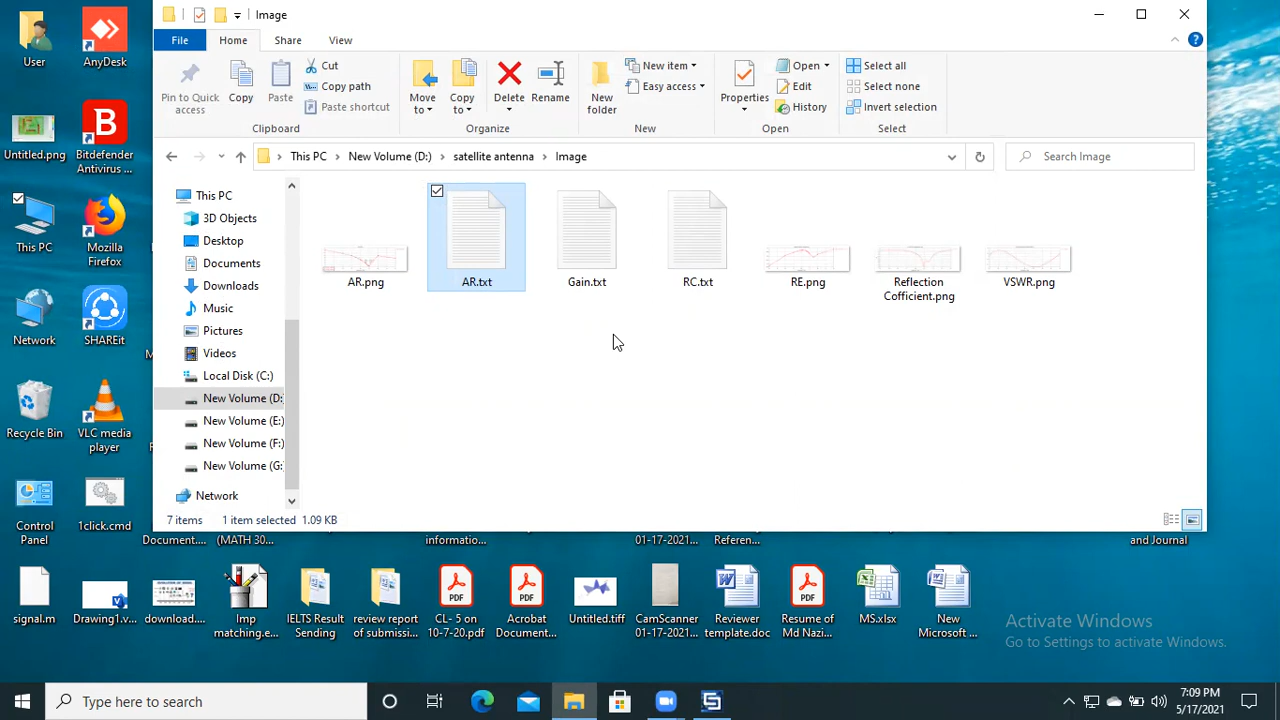 Image
File
Home
Share
View
Pin to Quick
access
Copy
Paste
Cut
Copy path
Paste shortcut
Clipboard
Move
to
Copy
to
Delete
Rename
Organize
New
folder
New item
Easy access
New
Properties
Open
Edit
History
Open
Select all
Select none
Invert selection
Select
This PC
New Volume (D:)
satellite antenna
Image
Search Image
This PC
3D Objects
Desktop
Documents
Downloads
Music
Pictures
Videos
Local Disk (C:)
New Volume (D:
New Volume (E:)
New Volume (F:)
New Volume (G:
Network
AR.png
AR.txt
Gain.txt
RC.txt
RE.png
Reflection
Cofficient.png
VSWR.png
7 items
1 item selected
1.09 KB
User
AnyDesk
Untitled.png
Bitdefender
Antivirus ...
This PC
Mozilla
Firefox
Network
SHAREit
Recycle Bin
VLC media
player
Control
Panel
1click.cmd
Document....
(MATH 30...
informatio...
01-17-2021...
Referen...
and Journal
signal.m
Drawing1.v...
download....
Imp
matching.e...
IELTS Result
Sending
review report
of submissi...
CL- 5 on
10-7-20.pdf
Acrobat
Document...
Untitled.tiff
CamScanner
01-17-2021...
Reviewer
template.doc
Resume of
Md Nazi...
MS.xlsx
New
Microsoft ...
Activate Windows
Go to Settings to activate Windows.
Type here to search
7:09 PM
5/17/2021